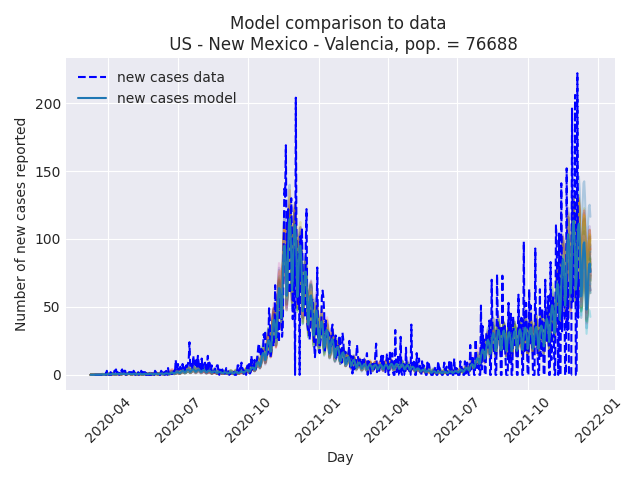 Model comparison to data
US - New Mexico - Valencia, pop. = 76688
new cases data
new cases model
Number of new cases reported
200
150
100
50
0
2020-04
2020-07
2020-10
2021-01
2021-04
2021-07
2021-10
2022-01
Day